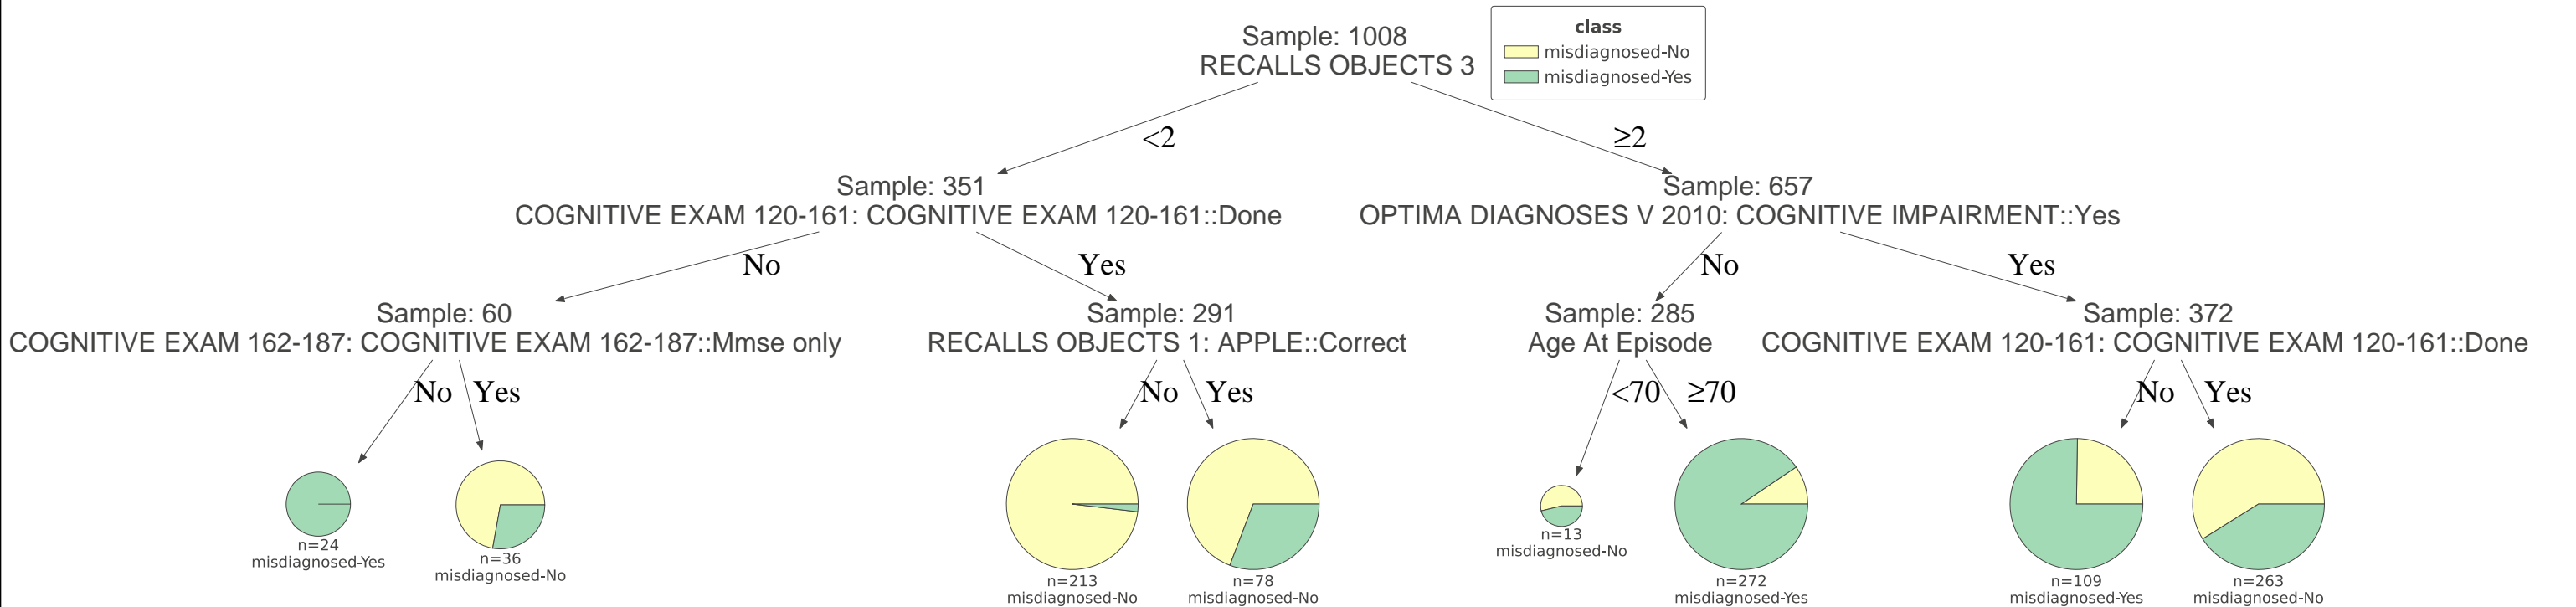 Sample: 1008
RECALLS OBJECTS 3
class
misdiagnosed-No
misdiagnosed-Yes
<2
≥2
Sample: 351
COGNITIVE EXAM 120-161: COGNITIVE EXAM 120-161::Done
Sample: 657
OPTIMA DIAGNOSES V 2010: COGNITIVE IMPAIRMENT::Yes
No
Yes
No
Yes
Sample: 60
COGNITIVE EXAM 162-187: COGNITIVE EXAM 162-187::Mmse only
Sample: 291
RECALLS OBJECTS 1: APPLE::Correct
Sample: 285
Age At Episode
Sample: 372
COGNITIVE EXAM 120-161: COGNITIVE EXAM 120-161::Done
No
Yes
No
Yes
<70
≥70
No
Yes
n=24
misdiagnosed-Yes
n=36
misdiagnosed-No
n=213
misdiagnosed-No
n=78
misdiagnosed-No
n=13
misdiagnosed-No
n=272
misdiagnosed-Yes
n=109
misdiagnosed-Yes
n=263
misdiagnosed-No